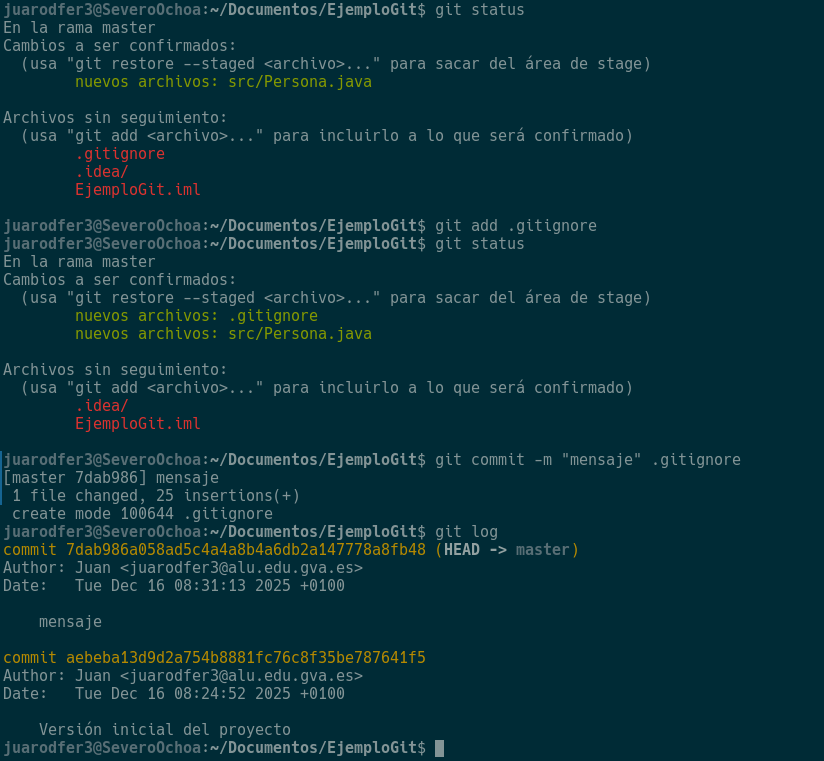 juarodfer3@SeveroOchoa:~/Documentos/EjemploGit$ git status
En la rama master
Cambios a ser confirmados:
  (usa "git restore --staged <archivo>..." para sacar del área de stage)
        nuevos archivos: src/Persona.java

Archivos sin seguimiento:
  (usa "git add <archivo>..." para incluirlo a lo que será confirmado)
        .gitignore
        .idea/
        EjemploGit.iml

juarodfer3@SeveroOchoa:~/Documentos/EjemploGit$ git add .gitignore
juarodfer3@SeveroOchoa:~/Documentos/EjemploGit$ git status
En la rama master
Cambios a ser confirmados:
  (usa "git restore --staged <archivo>..." para sacar del área de stage)
        nuevos archivos: .gitignore
        nuevos archivos: src/Persona.java

Archivos sin seguimiento:
  (usa "git add <archivo>..." para incluirlo a lo que será confirmado)
        .idea/
        EjemploGit.iml

juarodfer3@SeveroOchoa:~/Documentos/EjemploGit$ git commit -m "mensaje" .gitignore
[master 7dab986] mensaje
 1 file changed, 25 insertions(+)
 create mode 100644 .gitignore
juarodfer3@SeveroOchoa:~/Documentos/EjemploGit$ git log
commit 7dab986a058ad5c4a4a8b4a6db2a147778a8fb48 (HEAD -> master)
Author: Juan <juarodfer3@alu.edu.gva.es>
Date:   Tue Dec 16 08:31:13 2025 +0100

    mensaje

commit aebeba13d9d2a754b8881fc76c8f35be787641f5
Author: Juan <juarodfer3@alu.edu.gva.es>
Date:   Tue Dec 16 08:24:52 2025 +0100

    Versión inicial del proyecto
juarodfer3@SeveroOchoa:~/Documentos/EjemploGit$